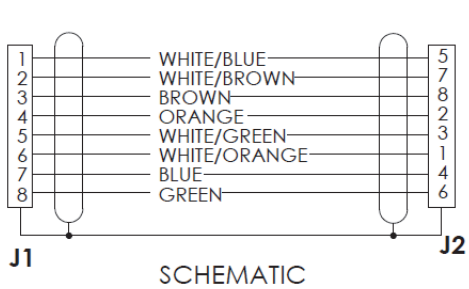 1 WHITE/BLUE 5
2 WHITE/BROWN 7
3 BROWN 8
4 ORANGE 2
5 WHITE/GREEN 3
6 WHITE/ORANGE 1
7 BLUE 4
8 GREEN 6
J1 J2
SCHEMATIC